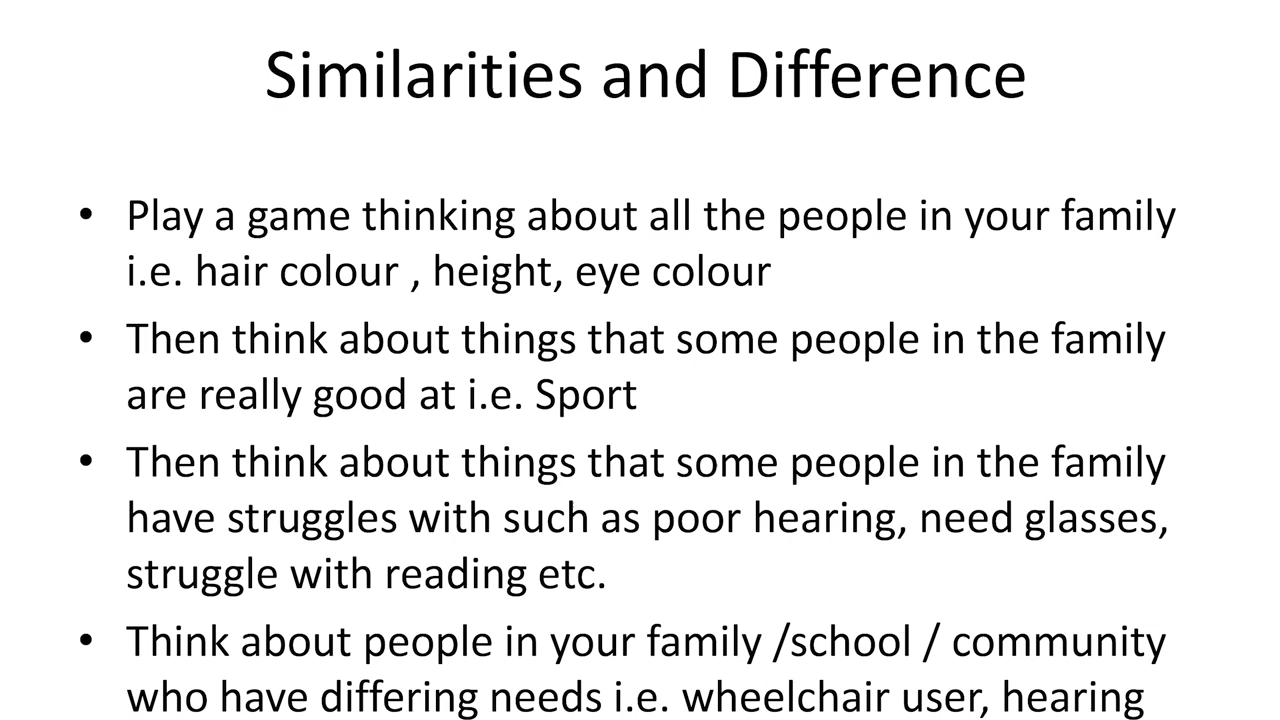 Similarities and Difference
• Play a game thinking about all the people in your family
i.e. hair colour , height, eye colour
• Then think about things that some people in the family
are really good at i.e. Sport
• Then think about things that some people in the family
have struggles with such as poor hearing, need glasses,
struggle with reading etc.
• Think about people in your family /school / community
who have differing needs i.e. wheelchair user, hearing